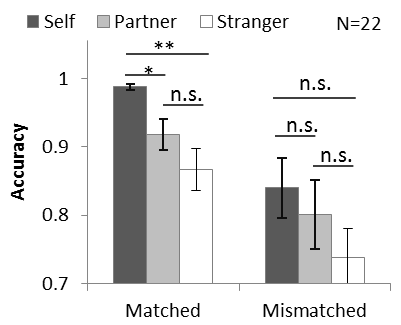 Self Partner Stranger N=22
**
*
n.s.
n.s.
n.s.
n.s.
1
0.9
0.8
0.7
Accuracy
Matched Mismatched